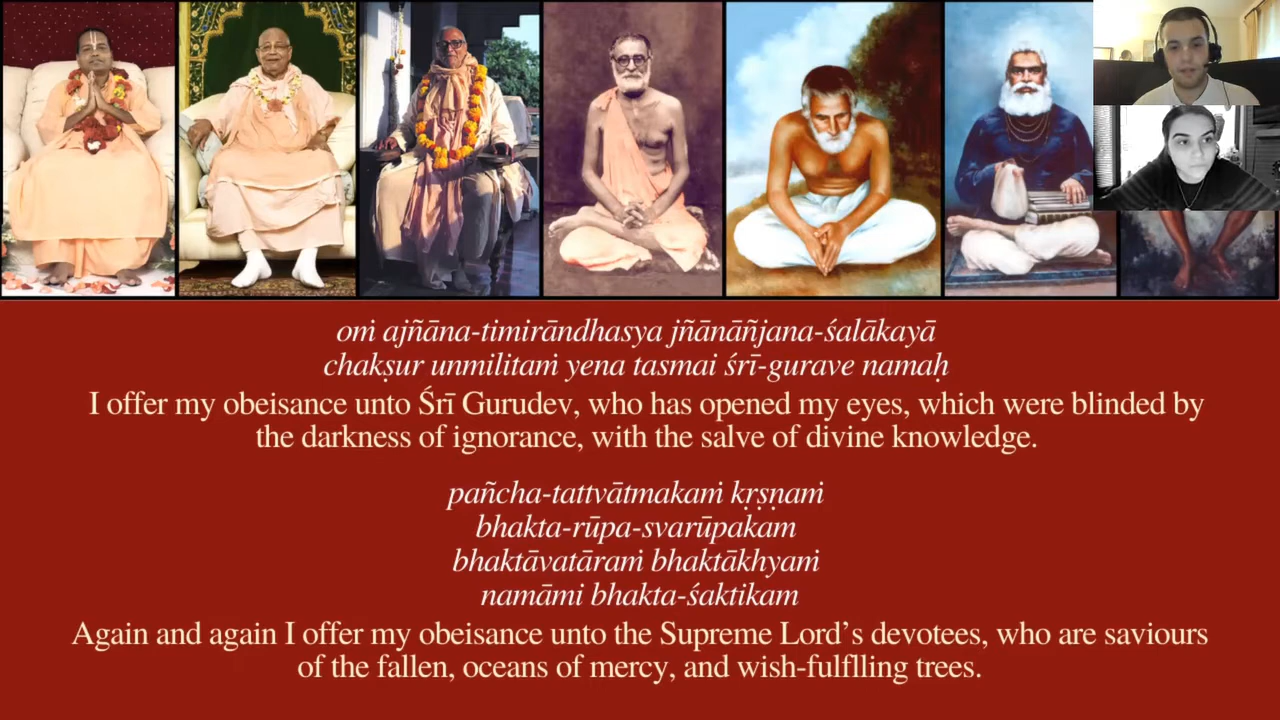 oṁ ajñāna-timirāndhasya jñānāñjana-śalākayā
chakṣur unmilitaṁ yena tasmai śrī-gurave namaḥ
I offer my obeisance unto Śrī Gurudev, who has opened my eyes, which were blinded by
the darkness of ignorance, with the salve of divine knowledge.
pañcha-tattvātmakaṁ kṛṣṇaṁ
bhakta-rūpa-svarūpakam
bhaktāvatāraṁ bhaktākhyaṁ
namāmi bhakta-śaktikam
Again and again I offer my obeisance unto the Supreme Lord’s devotees, who are saviours
of the fallen, oceans of mercy, and wish-fulflling trees.